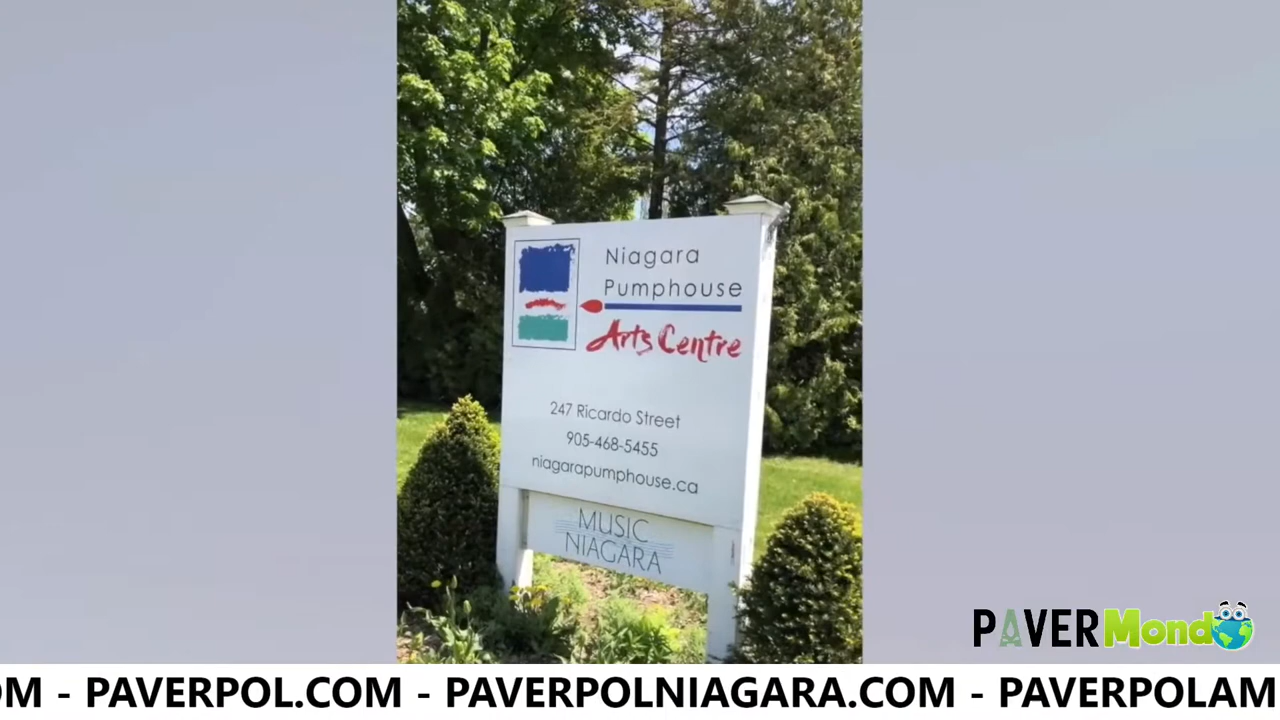 Niagara
Pumphouse
Arts Centre
247 Ricardo Street
905-468-5455
niagarapumphouse.ca
MUSIC
NIAGARA
PAVERMondo
OM - PAVERPOL.COM - PAVERPOLNIAGARA.COM - PAVERPOLAM